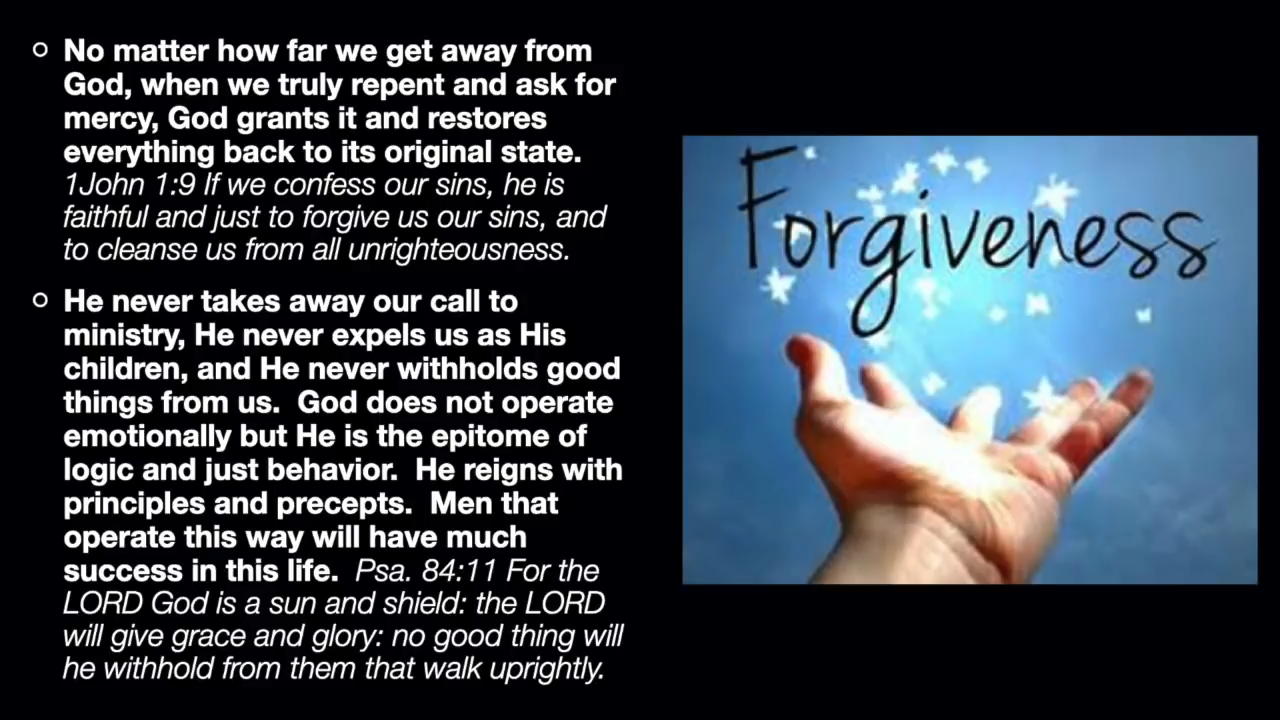 No matter how far we get away from
God, when we truly repent and ask for
mercy, God grants it and restores
everything back to its original state.
1John 1:9 If we confess our sins, he is
faithful and just to forgive us our sins, and
to cleanse us from all unrighteousness.
He never takes away our call to
ministry, He never expels us as His
children, and He never withholds good
things from us.  God does not operate
emotionally but He is the epitome of
logic and just behavior.  He reigns with
principles and precepts.  Men that
operate this way will have much
success in this life.  Psa. 84:11 For the
LORD God is a sun and shield: the LORD
will give grace and glory: no good thing will
he withhold from them that walk uprightly.
Forgiveness